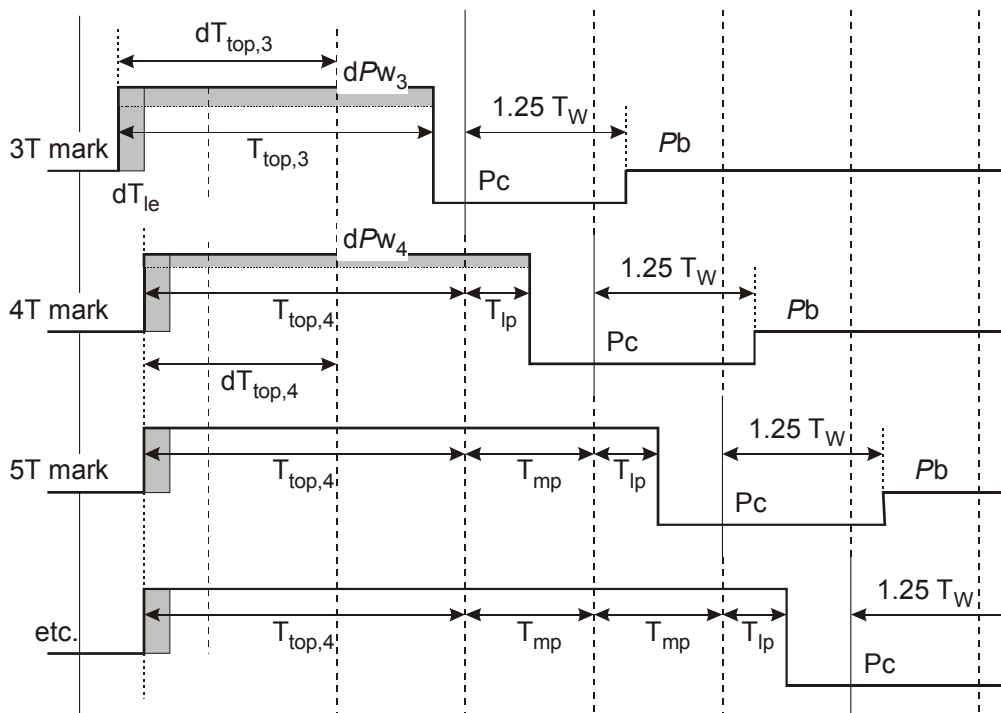 dT_top,3
dPw_3
1.25 T_W
3T mark
T_top,3
Pb
Pc
dT_le
dPw_4
1.25 T_W
4T mark
T_top,4
T_lp
Pb
Pc
dT_top,4
1.25 T_W
5T mark
T_top,4
T_mp
T_lp
Pb
Pc
1.25 T_W
etc.
T_top,4
T_mp
T_mp
T_lp
Pc